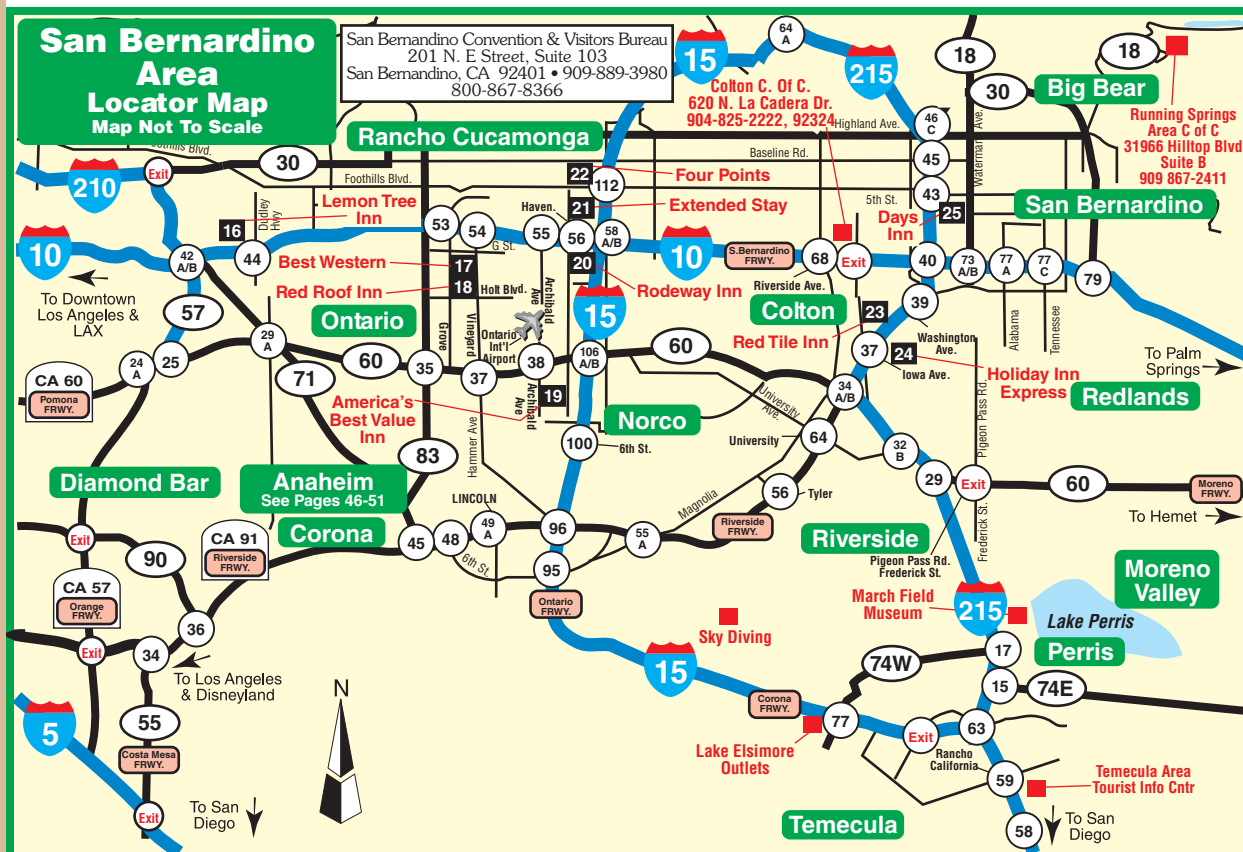 San Bernardino
Area
Locator Map
Map Not To Scale
San Bernandino Convention & Visitors Bureau
201 N. E Street, Suite 103
San Bernardino, CA 92401 • 909-889-3980
800-867-8366
15
64
A
215
18
30
18
Big Bear
Colton C. Of C.
620 N. La Cadera Dr.
904-825-2222, 92324
Running Springs
Area C of C
31966 Hilltop Blvd
Suite B
909 867-2411
Rancho Cucamonga
Highland Ave.
46
C
Waterman Ave.
Baseline Rd.
45
Foothills Blvd.
30
Exit
210
Foothills Blvd.
22
Four Points
112
43
5th St.
San Bernardino
Lemon Tree
Inn
16
Dudley
Hwy
Haven.
21
Extended Stay
Days
Inn
25
10
42
A/B
44
53
54
G St.
55
56
58
A/B
10
S.Bernardino
FRWY.
68
Exit
40
73
A/B
77
A
77
C
79
Best Western
17
20
Rodeway Inn
Riverside Ave.
To Downtown
Los Angeles &
LAX
57
Red Roof Inn
18
Holt Blvd.
Archibald
Ave
15
Colton
23
Red Tile Inn
39
Washington
Ave.
Alabama
Tennessee
Ontario
Grove
Vineyard
Ontario
Int'l
Airport
29
A
24
A
25
60
71
35
37
38
106
A/B
60
37
24
Iowa Ave.
Holiday Inn
Express
To Palm
Springs
Redlands
CA 60
Pomona
FRWY.
America's
Best Value
Inn
19
Archibald
Ave
Norco
34
A/B
University
Ave.
University
64
Pigeon Pass Rd.
83
Hammer Ave
100
6th St.
32
B
29
Exit
60
Moreno
FRWY.
To Hemet
Diamond Bar
Anaheim
See Pages 46-51
Corona
LINCOLN
49
A
48
45
96
Magnolia
56
Tyler
55
A
Riverside
FRWY.
Riverside
Pigeon Pass Rd.
Frederick St.
Frederick St.
Exit
90
CA 91
Riverside
FRWY.
6th St.
95
Moreno
Valley
CA 57
Orange
FRWY.
36
Ontario
FRWY.
March Field
Museum
215
Lake Perris
Sky Diving
Exit
34
To Los Angeles
& Disneyland
15
74W
17
Perris
15
74E
N
5
55
Costa Mesa
FRWY.
Corona
FRWY.
77
Exit
63
Lake Elsimore
Outlets
Rancho
California
59
Temecula Area
Tourist Info Cntr
To San
Diego
Exit
Temecula
58
To San
Diego